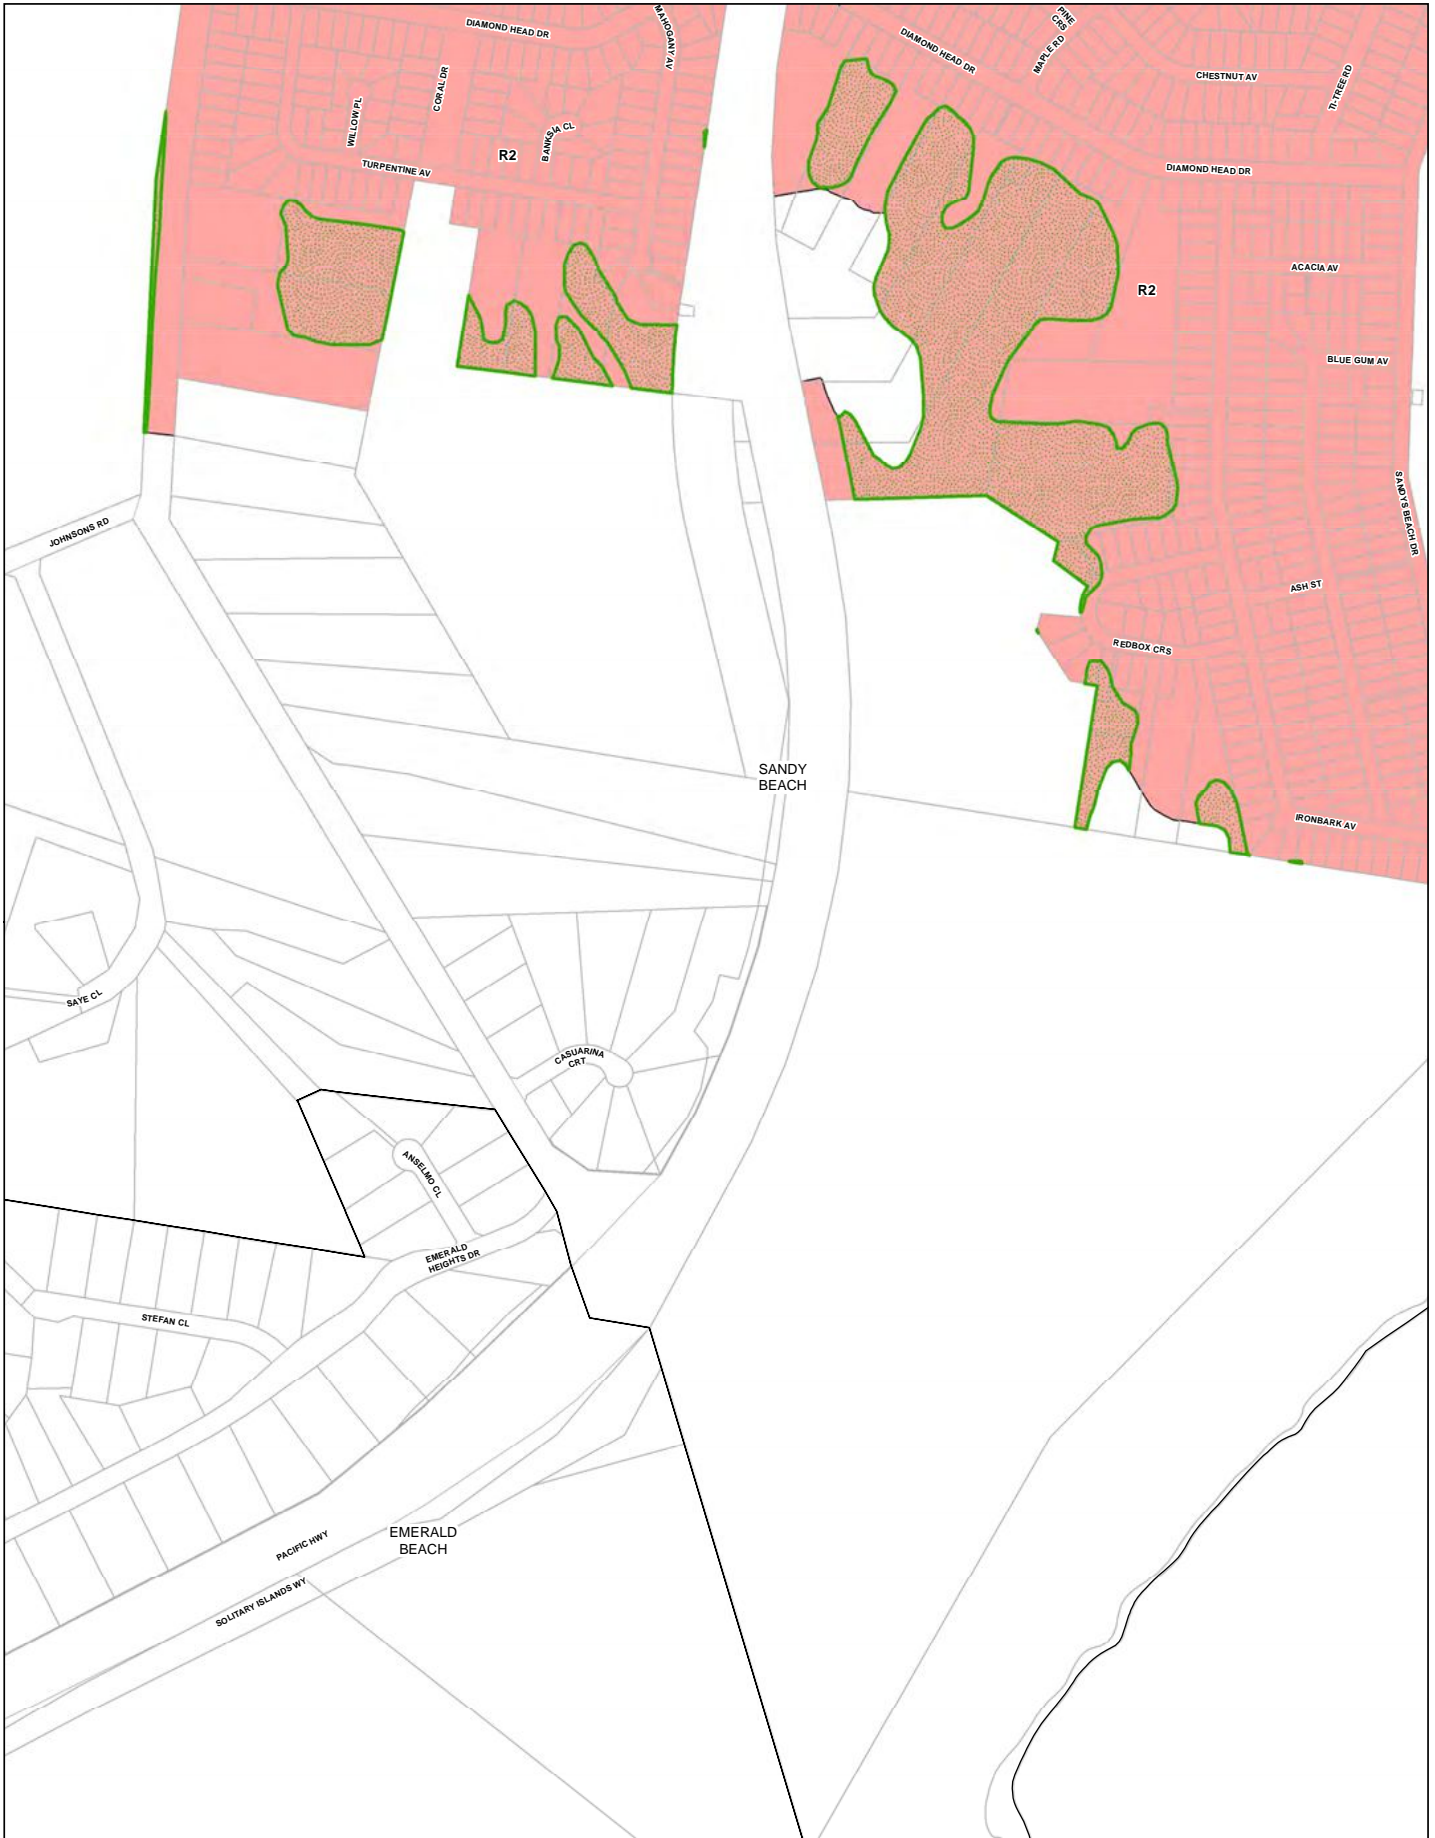 DIAMOND HEAD DR
MAHOGANY AV
CORAL DR
WILLOW PL
BANKSIA CL
R2
TURPENTINE AV
DIAMOND HEAD DR
PINE
CRS
MAPLE RD
CHESTNUT AV
TI-TREE RD
DIAMOND HEAD DR
ACACIA AV
R2
BLUE GUM AV
SANDYS BEACH DR
JOHNSONS RD
ASH ST
REDBOX CRS
SANDY
BEACH
IRONBARK AV
SAYE CL
CASUARINA
CRT
ANSELMO CL
EMERALD
HEIGHTS DR
STEFAN CL
PACIFIC HWY
EMERALD
BEACH
SOLITARY ISLANDS WY